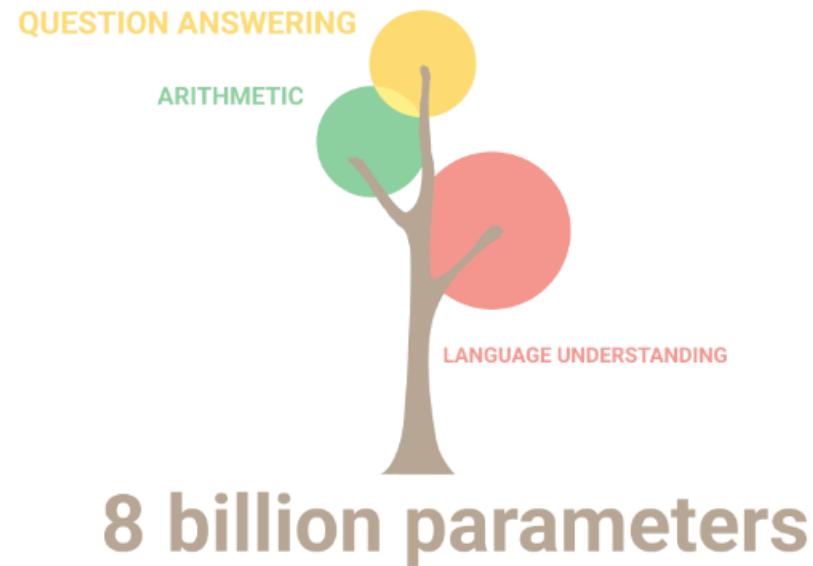 QUESTION ANSWERING
ARITHMETIC
LANGUAGE UNDERSTANDING
8 billion parameters